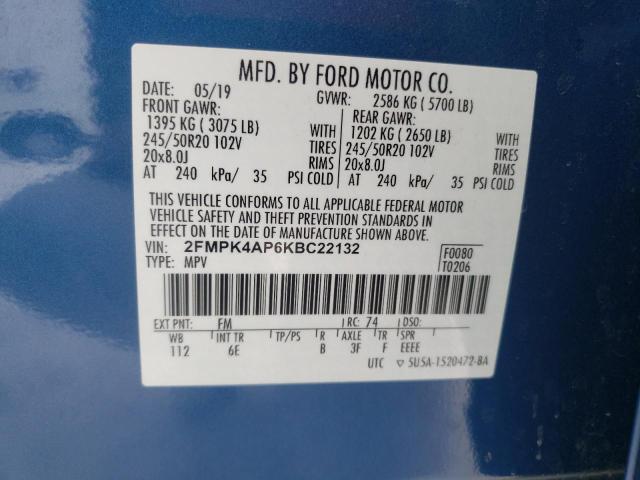 MFD. BY FORD MOTOR CO.
DATE: 05/19 GVWR: 2586 KG ( 5700 LB)
FRONT GAWR: REAR GAWR:
1395 KG ( 3075 LB) WITH 1202 KG ( 2650 LB) WITH
245/50R20 102V TIRES 245/50R20 102V TIRES
20x8.0J RIMS 20x8.0J RIMS
AT 240 kPa/ 35 PSI COLD AT 240 kPa/ 35 PSI COLD
THIS VEHICLE CONFORMS TO ALL APPLICABLE FEDERAL MOTOR
VEHICLE SAFETY AND THEFT PREVENTION STANDARDS IN
EFFECT ON THE DATE OF MANUFACTURE SHOWN ABOVE.
VIN: 2FMPK4AP6KBC22132 F0080
TYPE: MPV T0206
EXT PNT: FM RC: 74 DSO:
WB INT TR TP/PS R AXLE TR SPR
112 6E B 3F F EEEE
UTC ▽ 5U5A-1520472-BA